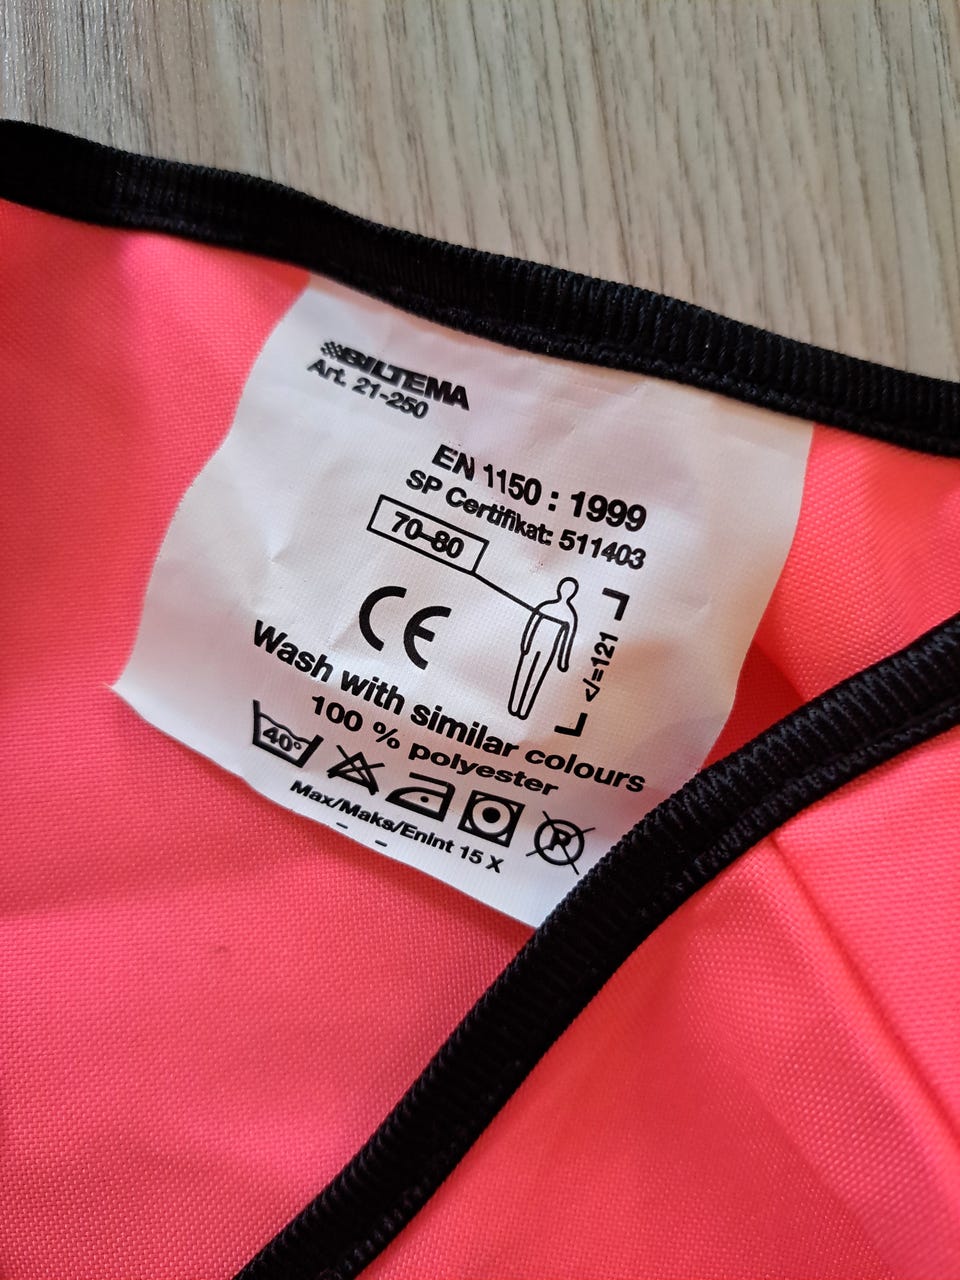 BILTEMA
Art. 21-250
EN 1150 : 1999
SP Certifikat: 511403
70-80
</=121
CE
Wash with similar colours
100 % polyester
40°
R
Max/Maks/Enint 15 X